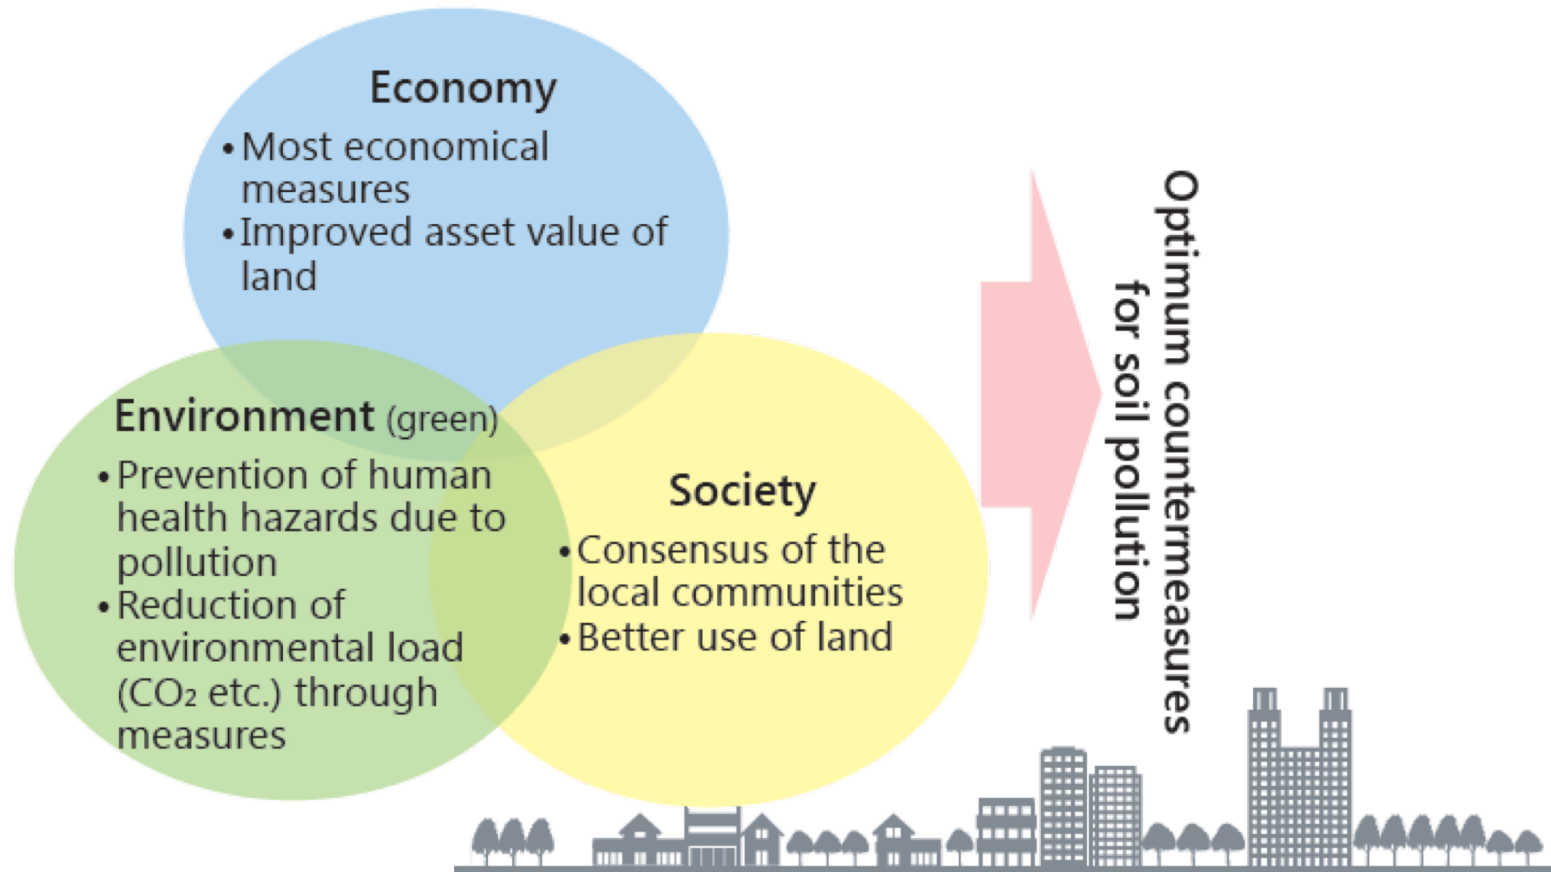 Economy
•Most economical
measures
•Improved asset value of
land
Environment (green)
•Prevention of human
health hazards due to
pollution
•Reduction of
environmental load
(CO₂ etc.) through
measures
Society
•Consensus of the
local communities
•Better use of land
Optimum countermeasures
for soil pollution